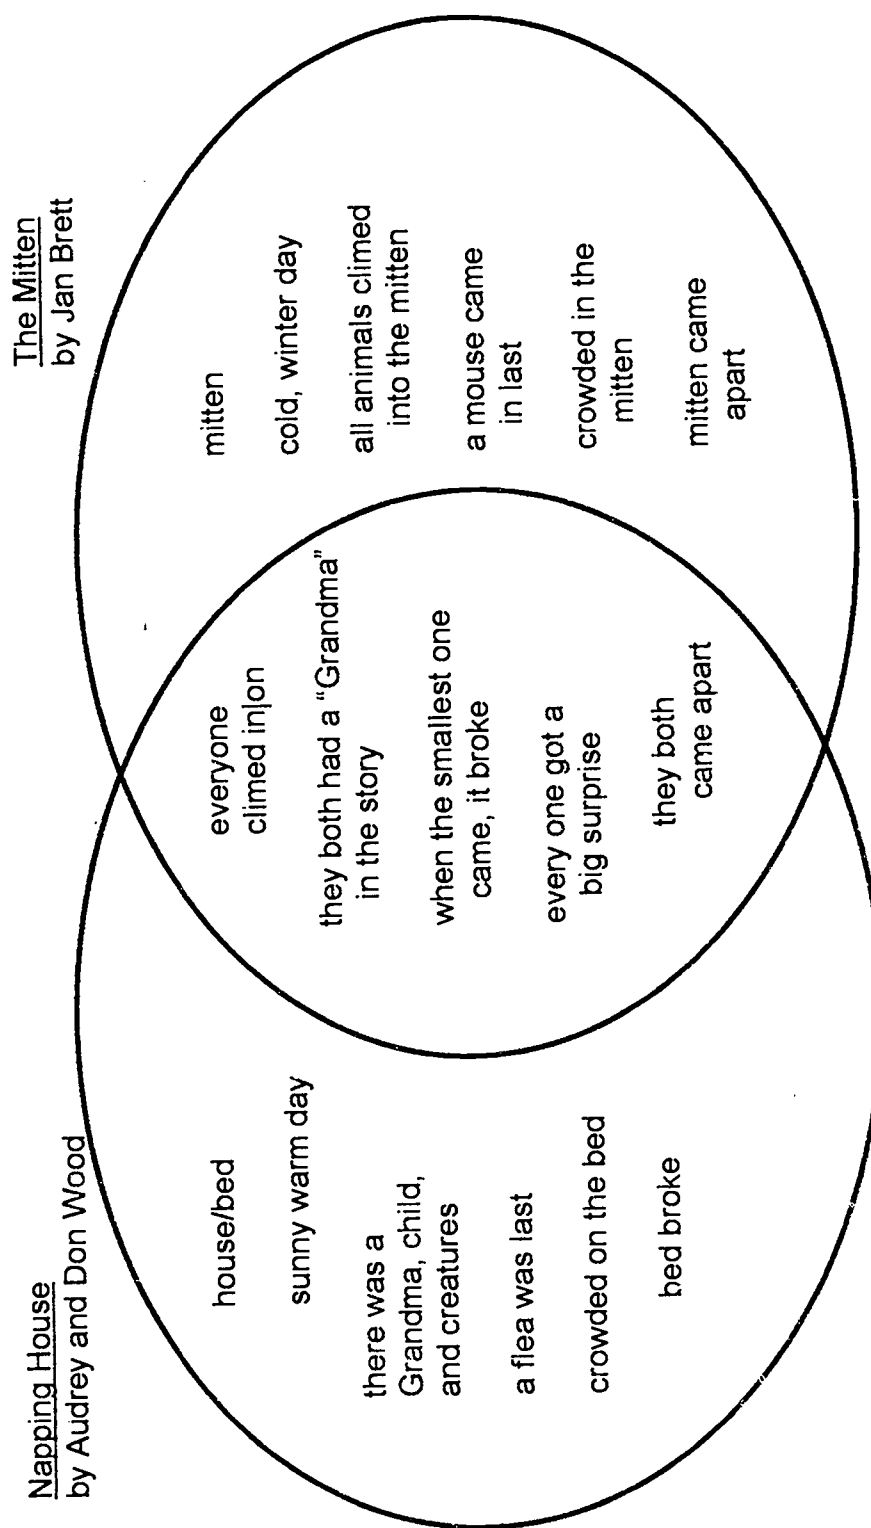 Napping House
by Audrey and Don Wood
house/bed
sunny warm day
there was a
Grandma, child,
and creatures
a flea was last
crowded on the bed
bed broke
everyone
climed in|on
they both had a “Grandma”
in the story
when the smallest one
came, it broke
every one got a
big surprise
they both
came apart
The Mitten
by Jan Brett
mitten
cold, winter day
all animals climed
into the mitten
a mouse came
in last
crowded in the
mitten
mitten came
apart